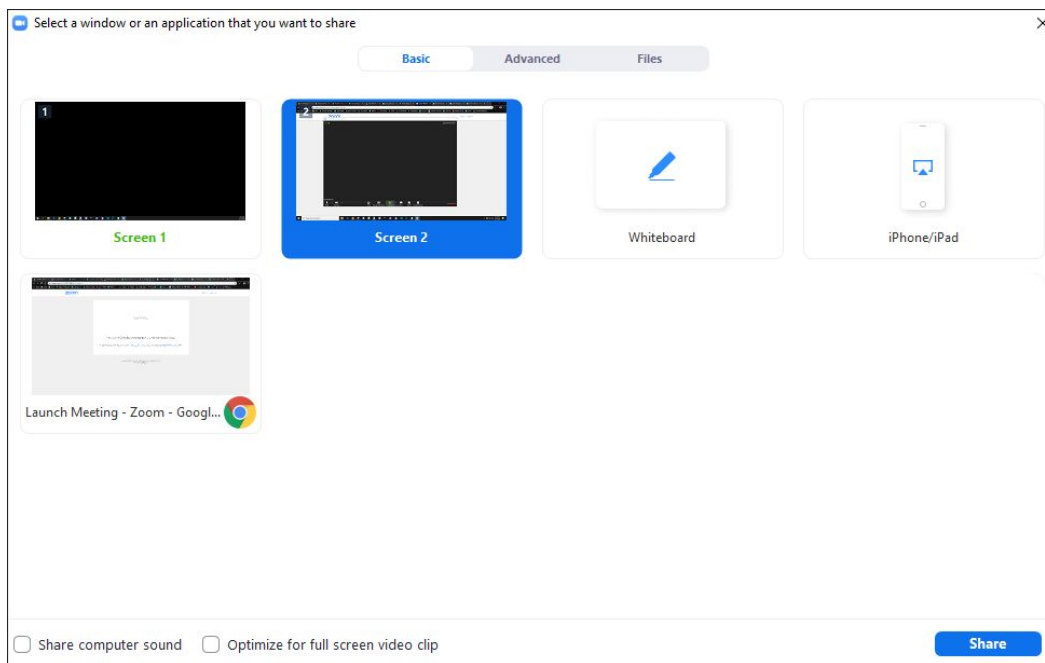 Select a window or an application that you want to share
Basic Advanced Files
1
2
Screen 1 Screen 2 Whiteboard iPhone/iPad
Launch Meeting - Zoom - Googl...
Share computer sound Optimize for full screen video clip Share